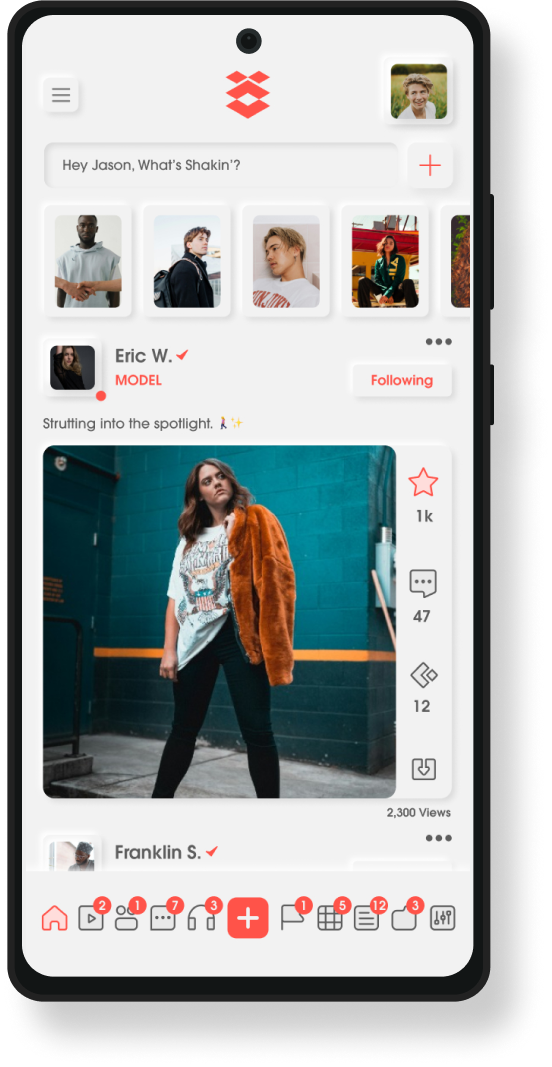 Hey Jason, What's Shakin'?
Eric W.
MODEL
Following
Strutting into the spotlight. 🚶‍♀️✨
1k
47
12
2,300 Views
Franklin S.
2
1
7
3
1
5
12
3